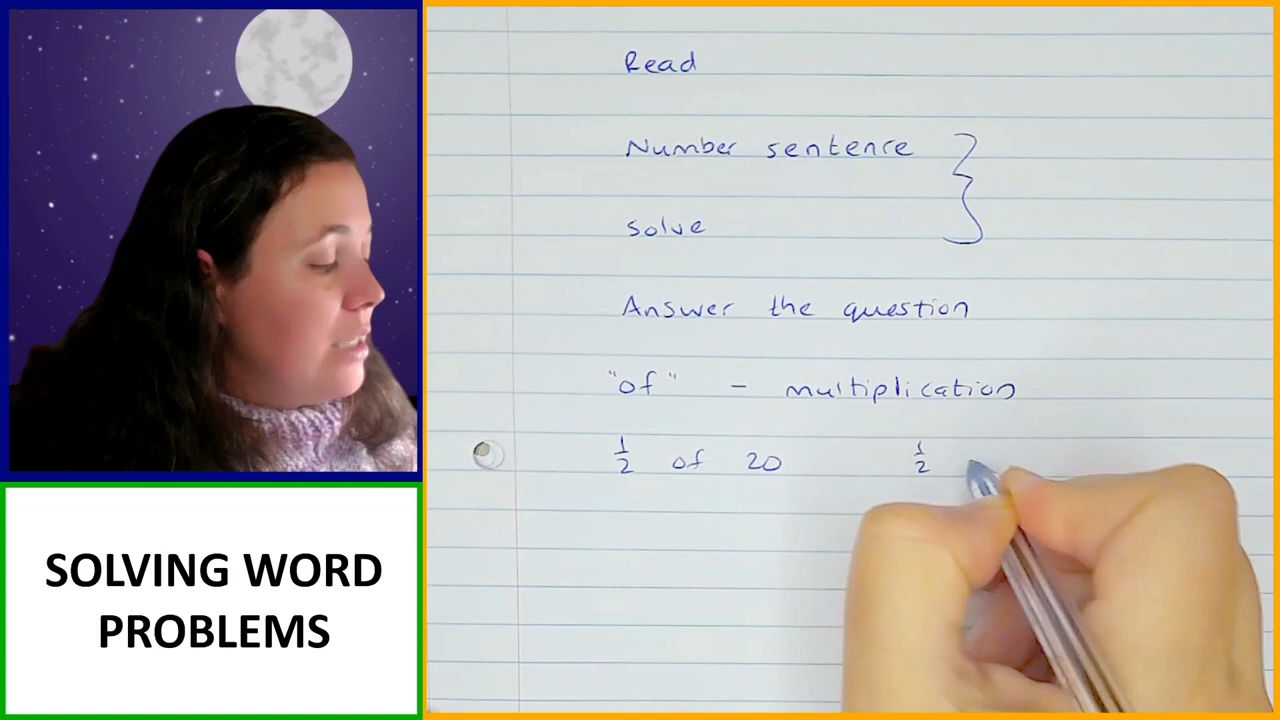 Read
Number sentence
solve
Answer the question
"of" - multiplication
1/2 of 20 1/2
SOLVING WORD
PROBLEMS